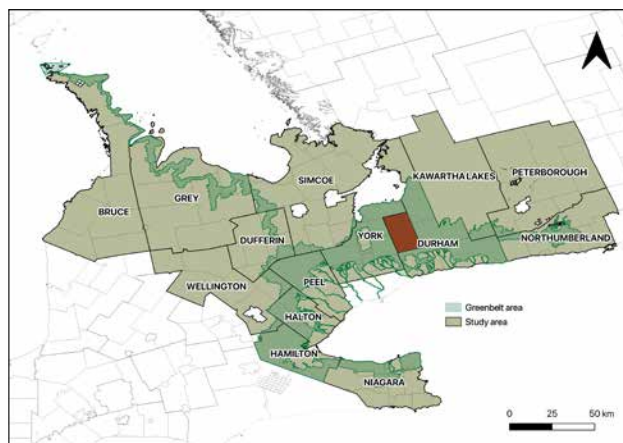 KAWARTHA LAKES
PETERBOROUGH
SIMCOE
GREY
BRUCE
NORTHUMBERLAND
YORK
DUFFERIN
DURHAM
PEEL
WELLINGTON
Greenbelt area
HALTON
Study area
HAMILTON
NIAGARA
0 25 50 km